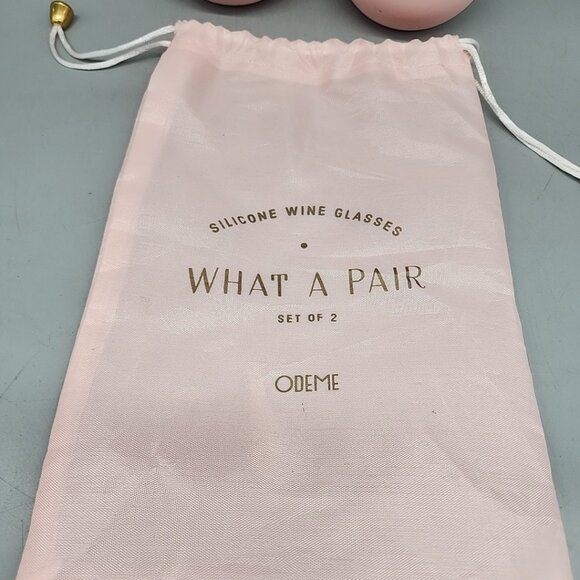 SILICONE WINE GLASSES
WHAT A PAIR
SET OF 2
ODEME